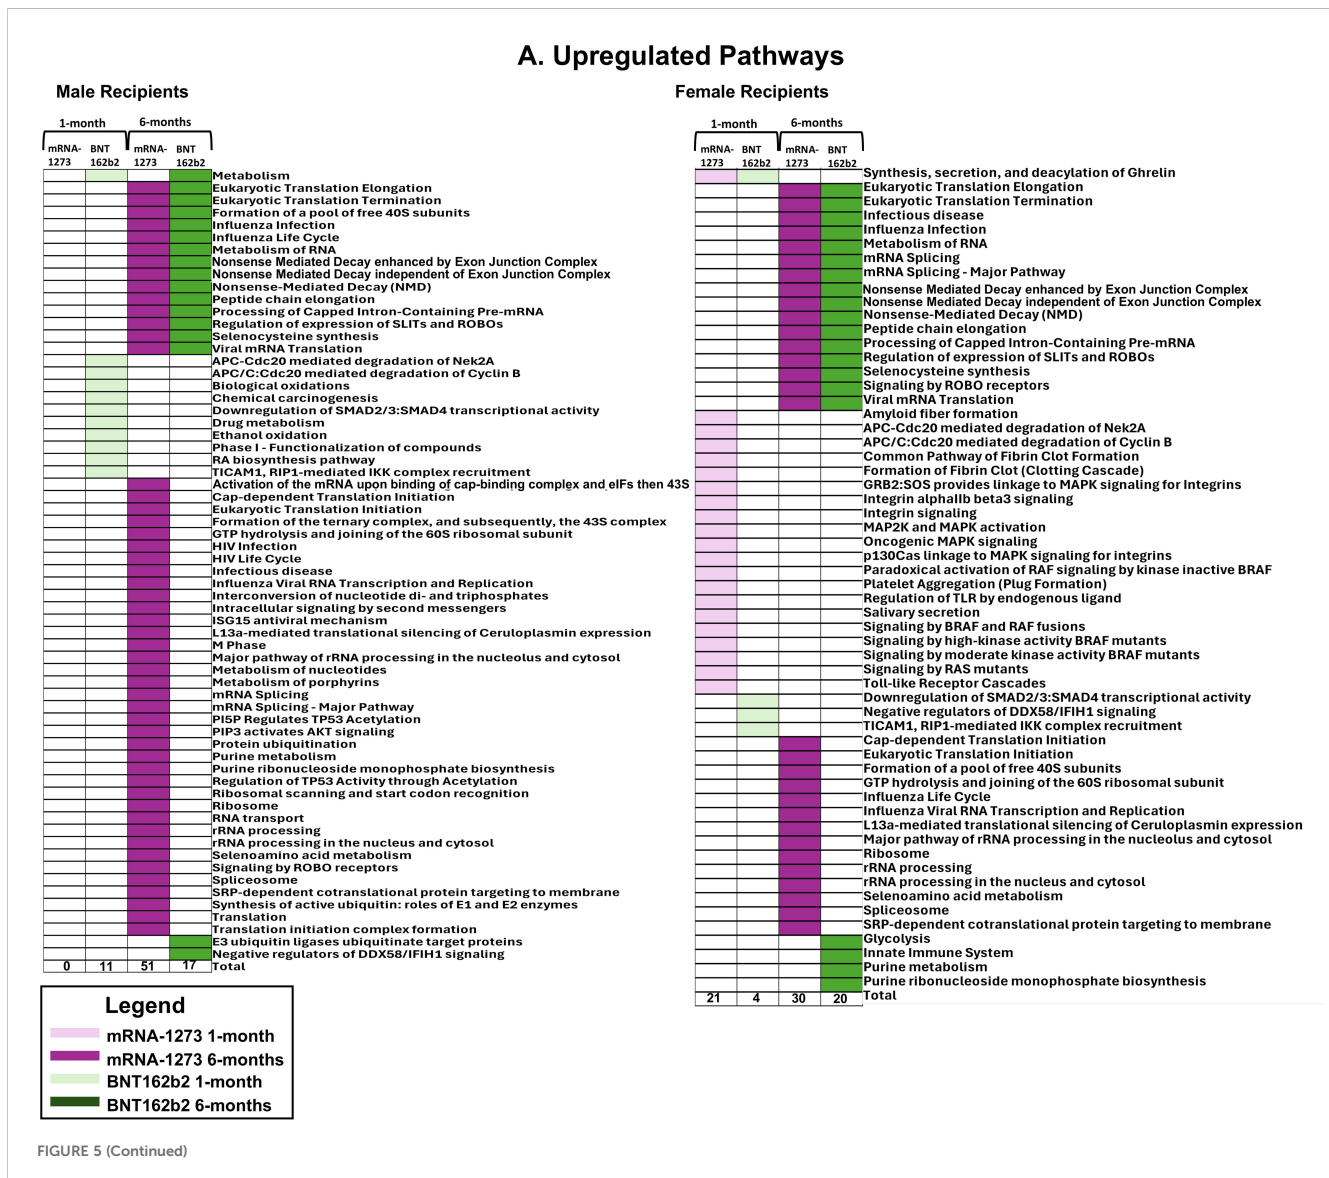 A. Upregulated Pathways
Male Recipients
1-month
6-months
mRNA-
1273
BNT
162b2
mRNA-
1273
BNT
162b2
Metabolism
Eukaryotic Translation Elongation
Eukaryotic Translation Termination
Formation of a pool of free 40S subunits
Influenza Infection
Influenza Life Cycle
Metabolism of RNA
Nonsense Mediated Decay enhanced by Exon Junction Complex
Nonsense Mediated Decay independent of Exon Junction Complex
Nonsense-Mediated Decay (NMD)
Peptide chain elongation
Processing of Capped Intron-Containing Pre-mRNA
Regulation of expression of SLITs and ROBOs
Selenocysteine synthesis
Viral mRNA Translation
APC-Cdc20 mediated degradation of Nek2A
APC/C:Cdc20 mediated degradation of Cyclin B
Biological oxidations
Chemical carcinogenesis
Downregulation of SMAD2/3:SMAD4 transcriptional activity
Drug metabolism
Ethanol oxidation
Phase I - Functionalization of compounds
RA biosynthesis pathway
TICAM1, RIP1-mediated IKK complex recruitment
Activation of the mRNA upon binding of cap-binding complex and eIFs then 43S
Cap-dependent Translation Initiation
Eukaryotic Translation Initiation
Formation of the ternary complex, and subsequently, the 43S complex
GTP hydrolysis and joining of the 60S ribosomal subunit
HIV Infection
HIV Life Cycle
Infectious disease
Influenza Viral RNA Transcription and Replication
Interconversion of nucleotide di- and triphosphates
Intracellular signaling by second messengers
ISG15 antiviral mechanism
L13a-mediated translational silencing of Ceruloplasmin expression
M Phase
Major pathway of rRNA processing in the nucleolus and cytosol
Metabolism of nucleotides
Metabolism of porphyrins
mRNA Splicing
mRNA Splicing - Major Pathway
PI5P Regulates TP53 Acetylation
PIP3 activates AKT signaling
Protein ubiquitination
Purine metabolism
Purine ribonucleoside monophosphate biosynthesis
Regulation of TP53 Activity through Acetylation
Ribosomal scanning and start codon recognition
Ribosome
RNA transport
rRNA processing
rRNA processing in the nucleus and cytosol
Selenoamino acid metabolism
Signaling by ROBO receptors
Spliceosome
SRP-dependent cotranslational protein targeting to membrane
Synthesis of active ubiquitin: roles of E1 and E2 enzymes
Translation
Translation initiation complex formation
E3 ubiquitin ligases ubiquitinate target proteins
Negative regulators of DDX58/IFIH1 signaling
0 11 51 17 Total
Female Recipients
1-month
6-months
mRNA-
1273
BNT
162b2
mRNA-
1273
BNT
162b2
Synthesis, secretion, and deacylation of Ghrelin
Eukaryotic Translation Elongation
Eukaryotic Translation Termination
Infectious disease
Influenza Infection
Metabolism of RNA
mRNA Splicing
mRNA Splicing - Major Pathway
Nonsense Mediated Decay enhanced by Exon Junction Complex
Nonsense Mediated Decay independent of Exon Junction Complex
Nonsense-Mediated Decay (NMD)
Peptide chain elongation
Processing of Capped Intron-Containing Pre-mRNA
Regulation of expression of SLITs and ROBOs
Selenocysteine synthesis
Signaling by ROBO receptors
Viral mRNA Translation
Amyloid fiber formation
APC-Cdc20 mediated degradation of Nek2A
APC/C:Cdc20 mediated degradation of Cyclin B
Common Pathway of Fibrin Clot Formation
Formation of Fibrin Clot (Clotting Cascade)
GRB2:SOS provides linkage to MAPK signaling for Integrins
Integrin alphaIIb beta3 signaling
Integrin signaling
MAP2K and MAPK activation
Oncogenic MAPK signaling
p130Cas linkage to MAPK signaling for integrins
Paradoxical activation of RAF signaling by kinase inactive BRAF
Platelet Aggregation (Plug Formation)
Regulation of TLR by endogenous ligand
Salivary secretion
Signaling by BRAF and RAF fusions
Signaling by high-kinase activity BRAF mutants
Signaling by moderate kinase activity BRAF mutants
Signaling by RAS mutants
Toll-like Receptor Cascades
Downregulation of SMAD2/3:SMAD4 transcriptional activity
Negative regulators of DDX58/IFIH1 signaling
TICAM1, RIP1-mediated IKK complex recruitment
Cap-dependent Translation Initiation
Eukaryotic Translation Initiation
Formation of a pool of free 40S subunits
GTP hydrolysis and joining of the 60S ribosomal subunit
Influenza Life Cycle
Influenza Viral RNA Transcription and Replication
L13a-mediated translational silencing of Ceruloplasmin expression
Major pathway of rRNA processing in the nucleolus and cytosol
Ribosome
rRNA processing
rRNA processing in the nucleus and cytosol
Selenoamino acid metabolism
Spliceosome
SRP-dependent cotranslational protein targeting to membrane
Glycolysis
Innate Immune System
Purine metabolism
Purine ribonucleoside monophosphate biosynthesis
21 4 30 20 Total
Legend
mRNA-1273 1-month
mRNA-1273 6-months
BNT162b2 1-month
BNT162b2 6-months
FIGURE 5 (Continued)